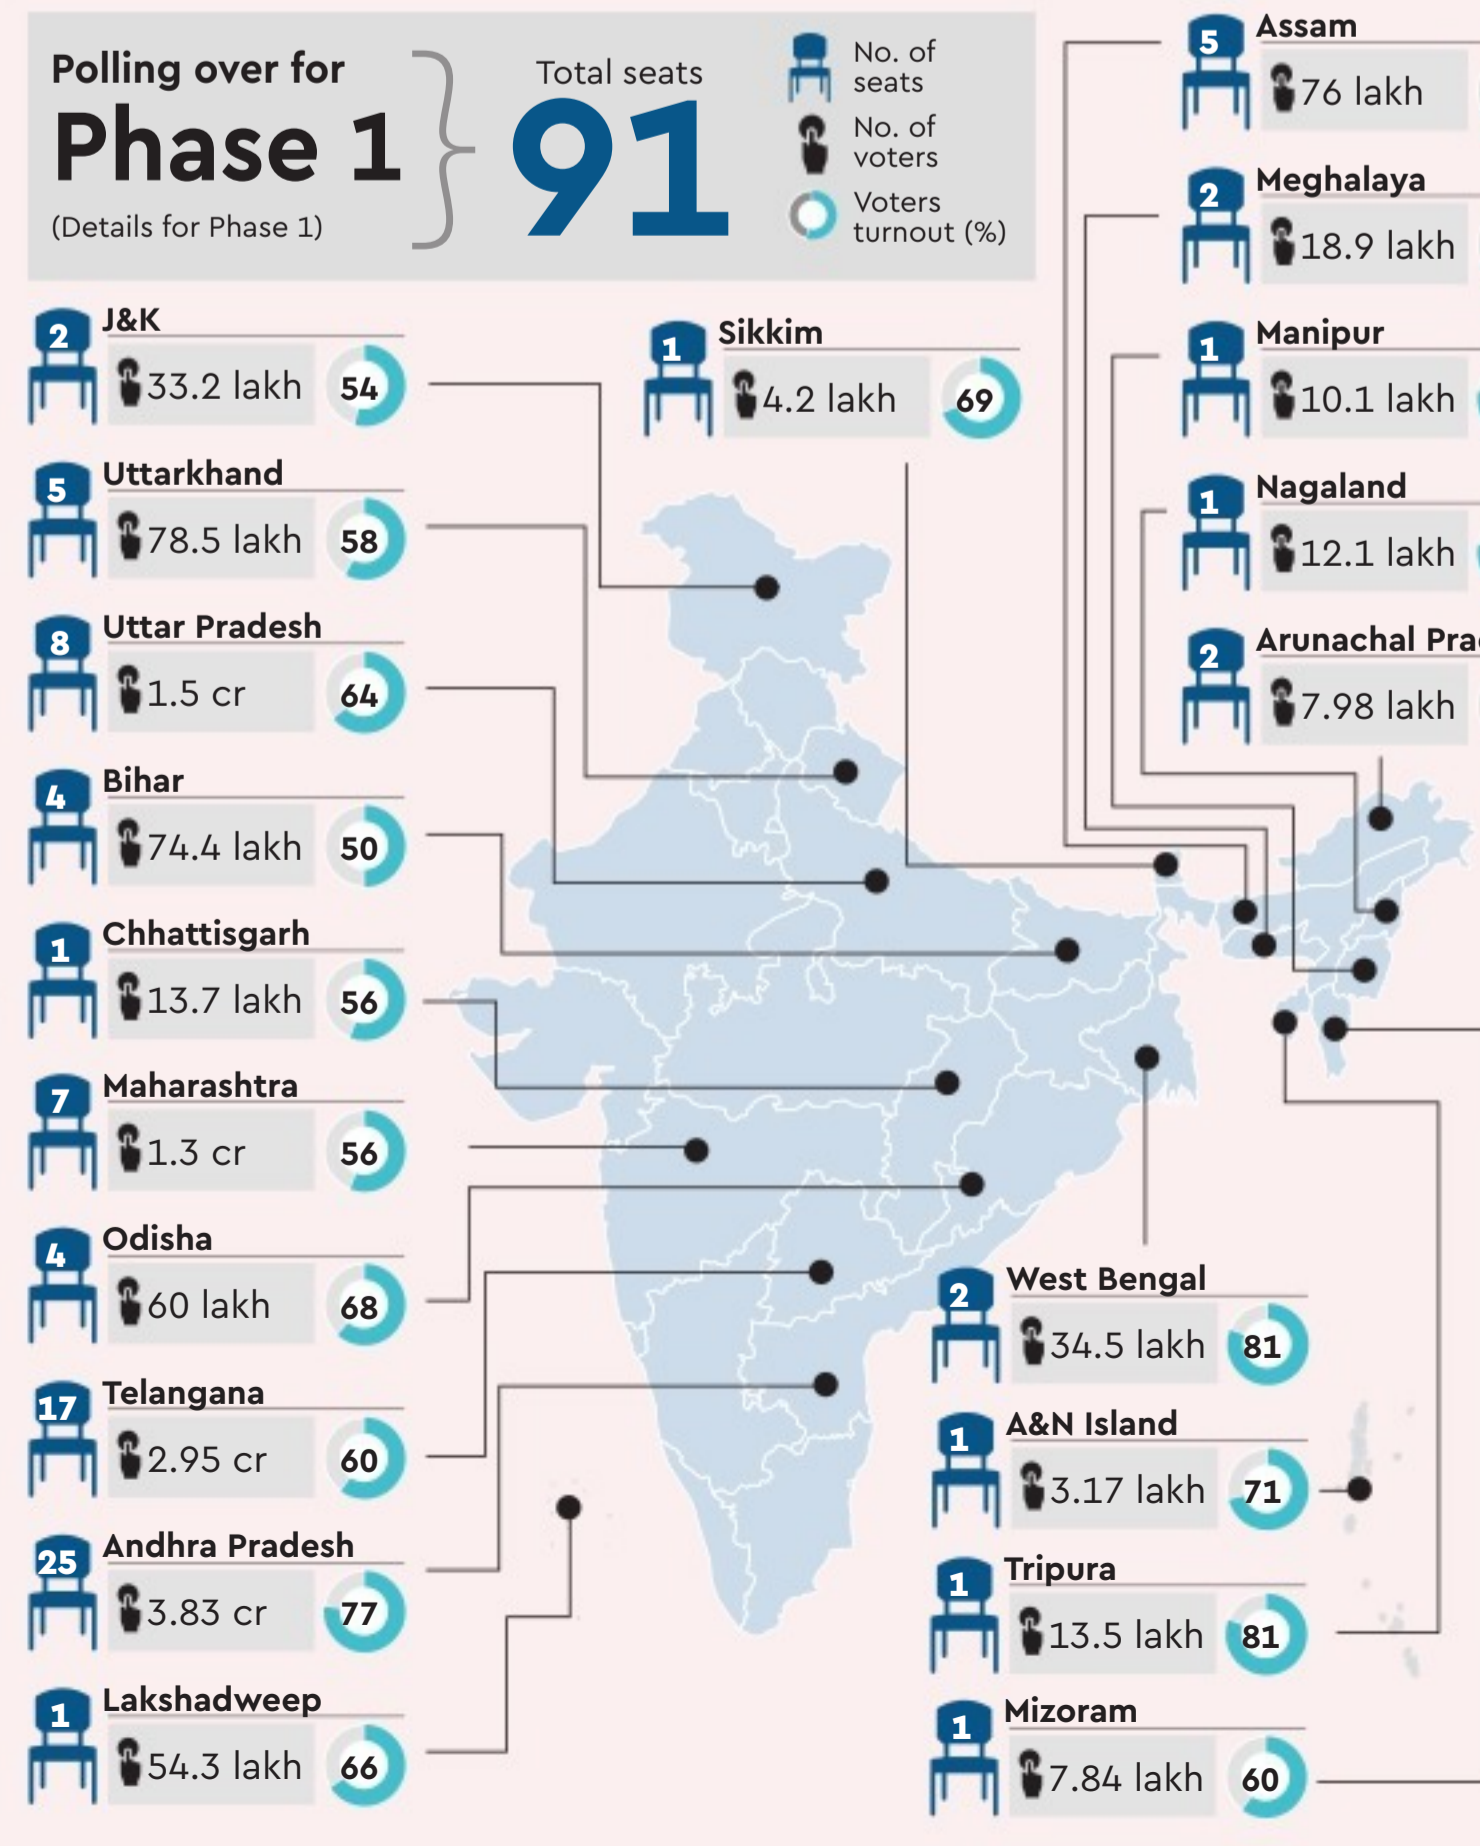 Polling over for
Phase 1
(Details for Phase 1)
Total seats
91
No. of
seats
No. of
voters
Voters
turnout (%)
2
J&K
33.2 lakh
54
5
Uttarkhand
78.5 lakh
58
8
Uttar Pradesh
1.5 cr
64
4
Bihar
74.4 lakh
50
1
Chhattisgarh
13.7 lakh
56
7
Maharashtra
1.3 cr
56
4
Odisha
60 lakh
68
17
Telangana
2.95 cr
60
25
Andhra Pradesh
3.83 cr
77
1
Lakshadweep
54.3 lakh
66
1
Sikkim
4.2 lakh
69
5
Assam
76 lakh
2
Meghalaya
18.9 lakh
1
Manipur
10.1 lakh
1
Nagaland
12.1 lakh
2
Arunachal
7.98 lakh
2
West Bengal
34.5 lakh
81
1
A&N Island
3.17 lakh
71
1
Tripura
13.5 lakh
81
1
Mizoram
7.84 lakh
60